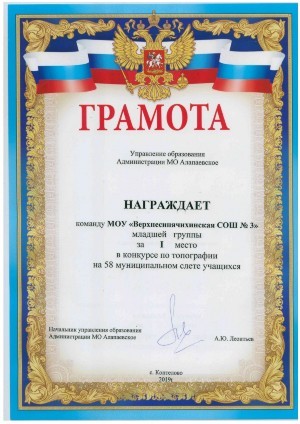 ГРАМОТА
Управление образования
Администрации МО Алапаевское
НАГРАЖДАЕТ
команду МОУ «Верхнесинячихинская СОШ № 3»
младшей группы
за I место
в конкурсе по топографии
на 58 муниципальном слете учащихся
Начальник управления образования
Администрации МО Алапаевское
А.Ю. Леонтьев
с. Коптелово
2019г